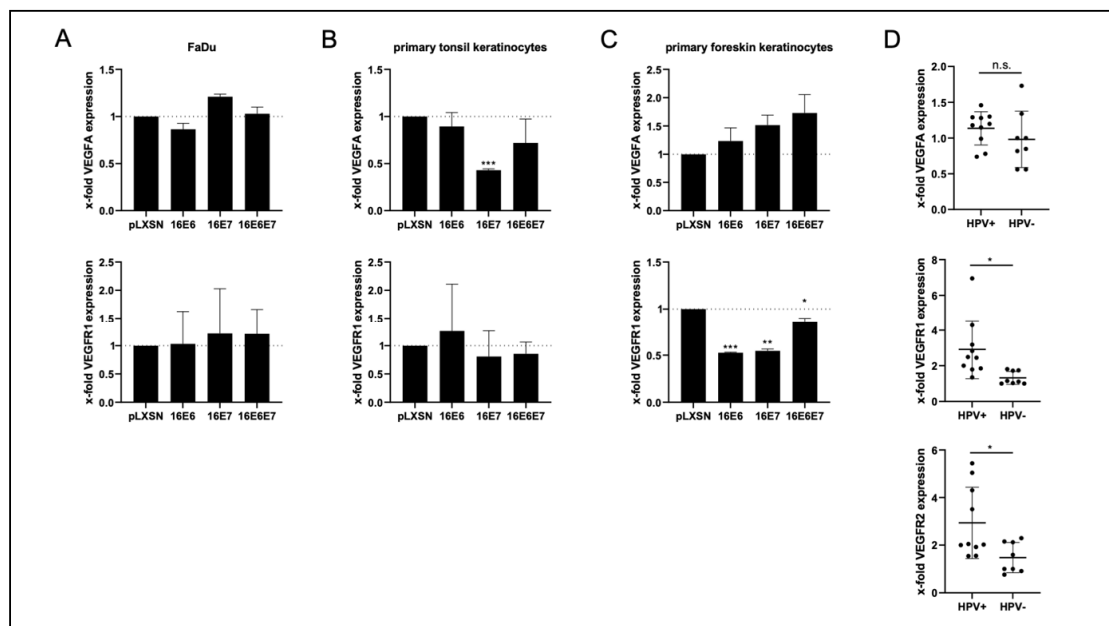 A
FaDu
x-fold VEGFA expression
1.5
1.0
0.5
0
pLXSN 16E6 16E7 16E6E7
x-fold VEGFR1 expression
2.5
2.0
1.5
1.0
0.5
0.0
pLXSN 16E6 16E7 16E6E7
B
primary tonsil keratinocytes
x-fold VEGFA expression
1.5
1
0.5
0
***
pLXSN 16E6 16E7 16E6E7
x-fold VEGFR1 expression
2.5
2.0
1.5
1.0
0.5
0.0
pLXSN 16E6 16E7 16E6E7
C
primary foreskin keratinocytes
x-fold VEGFA expression
2.5
2.0
1.5
1
0.5
0
pLXSN 16E6 16E7 16E6E7
x-fold VEGFR1 expression
1.5
1
0.5
0
*** ** *
pLXSN 16E6 16E7 16E6E7
D
x-fold VEGFA expression
n.s.
2.0
1.5
1.0
0.5
0.0
HPV+ HPV-
x-fold VEGFR1 expression
*
8
6
4
2
0
HPV+ HPV-
x-fold VEGFR2 expression
*
6
4
2
0
HPV+ HPV-